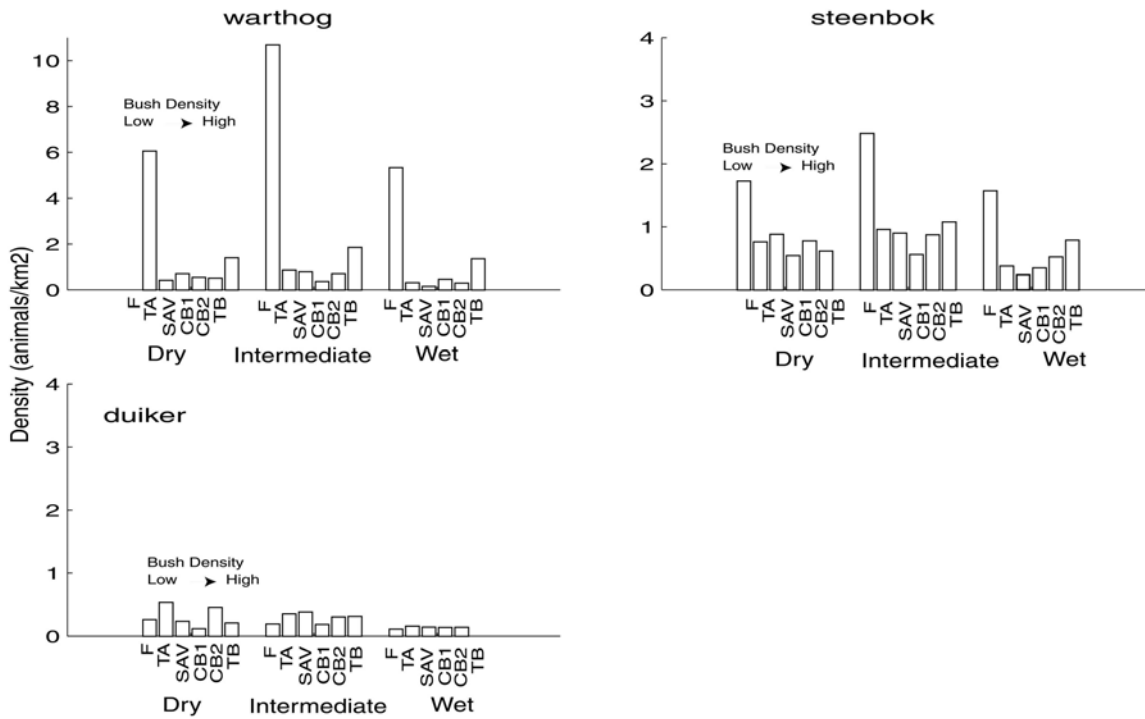 warthog
10
8
6
4
2
0
Bush Density
Low High
F TA SAV CB1 CB2 TB
F TA SAV CB1 CB2 TB
F TA SAV CB1 CB2 TB
Dry Intermediate Wet
steenbok
4
3
2
1
0
Bush Density
Low High
F TA SAV CB1 CB2 TB
F TA SAV CB1 CB2 TB
F TA SAV CB1 CB2 TB
Dry Intermediate Wet
Density (animals/km2)
duiker
4
3
2
1
0
Bush Density
Low High
F TA SAV CB1 CB2 TB
F TA SAV CB1 CB2 TB
F TA SAV CB1 CB2 TB
Dry Intermediate Wet